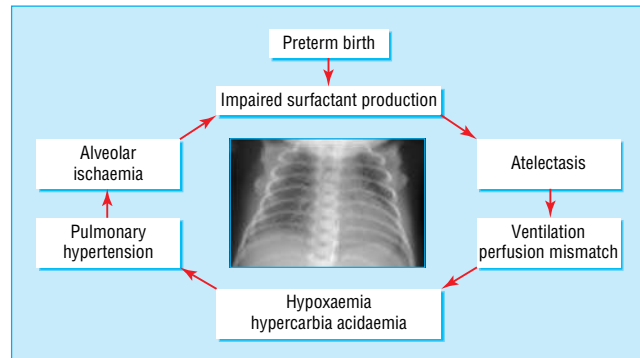 Preterm birth
Impaired surfactant production
Alveolar
ischaemia
Atelectasis
Pulmonary
hypertension
Ventilation
perfusion mismatch
Hypoxaemia
hypercarbia acidaemia